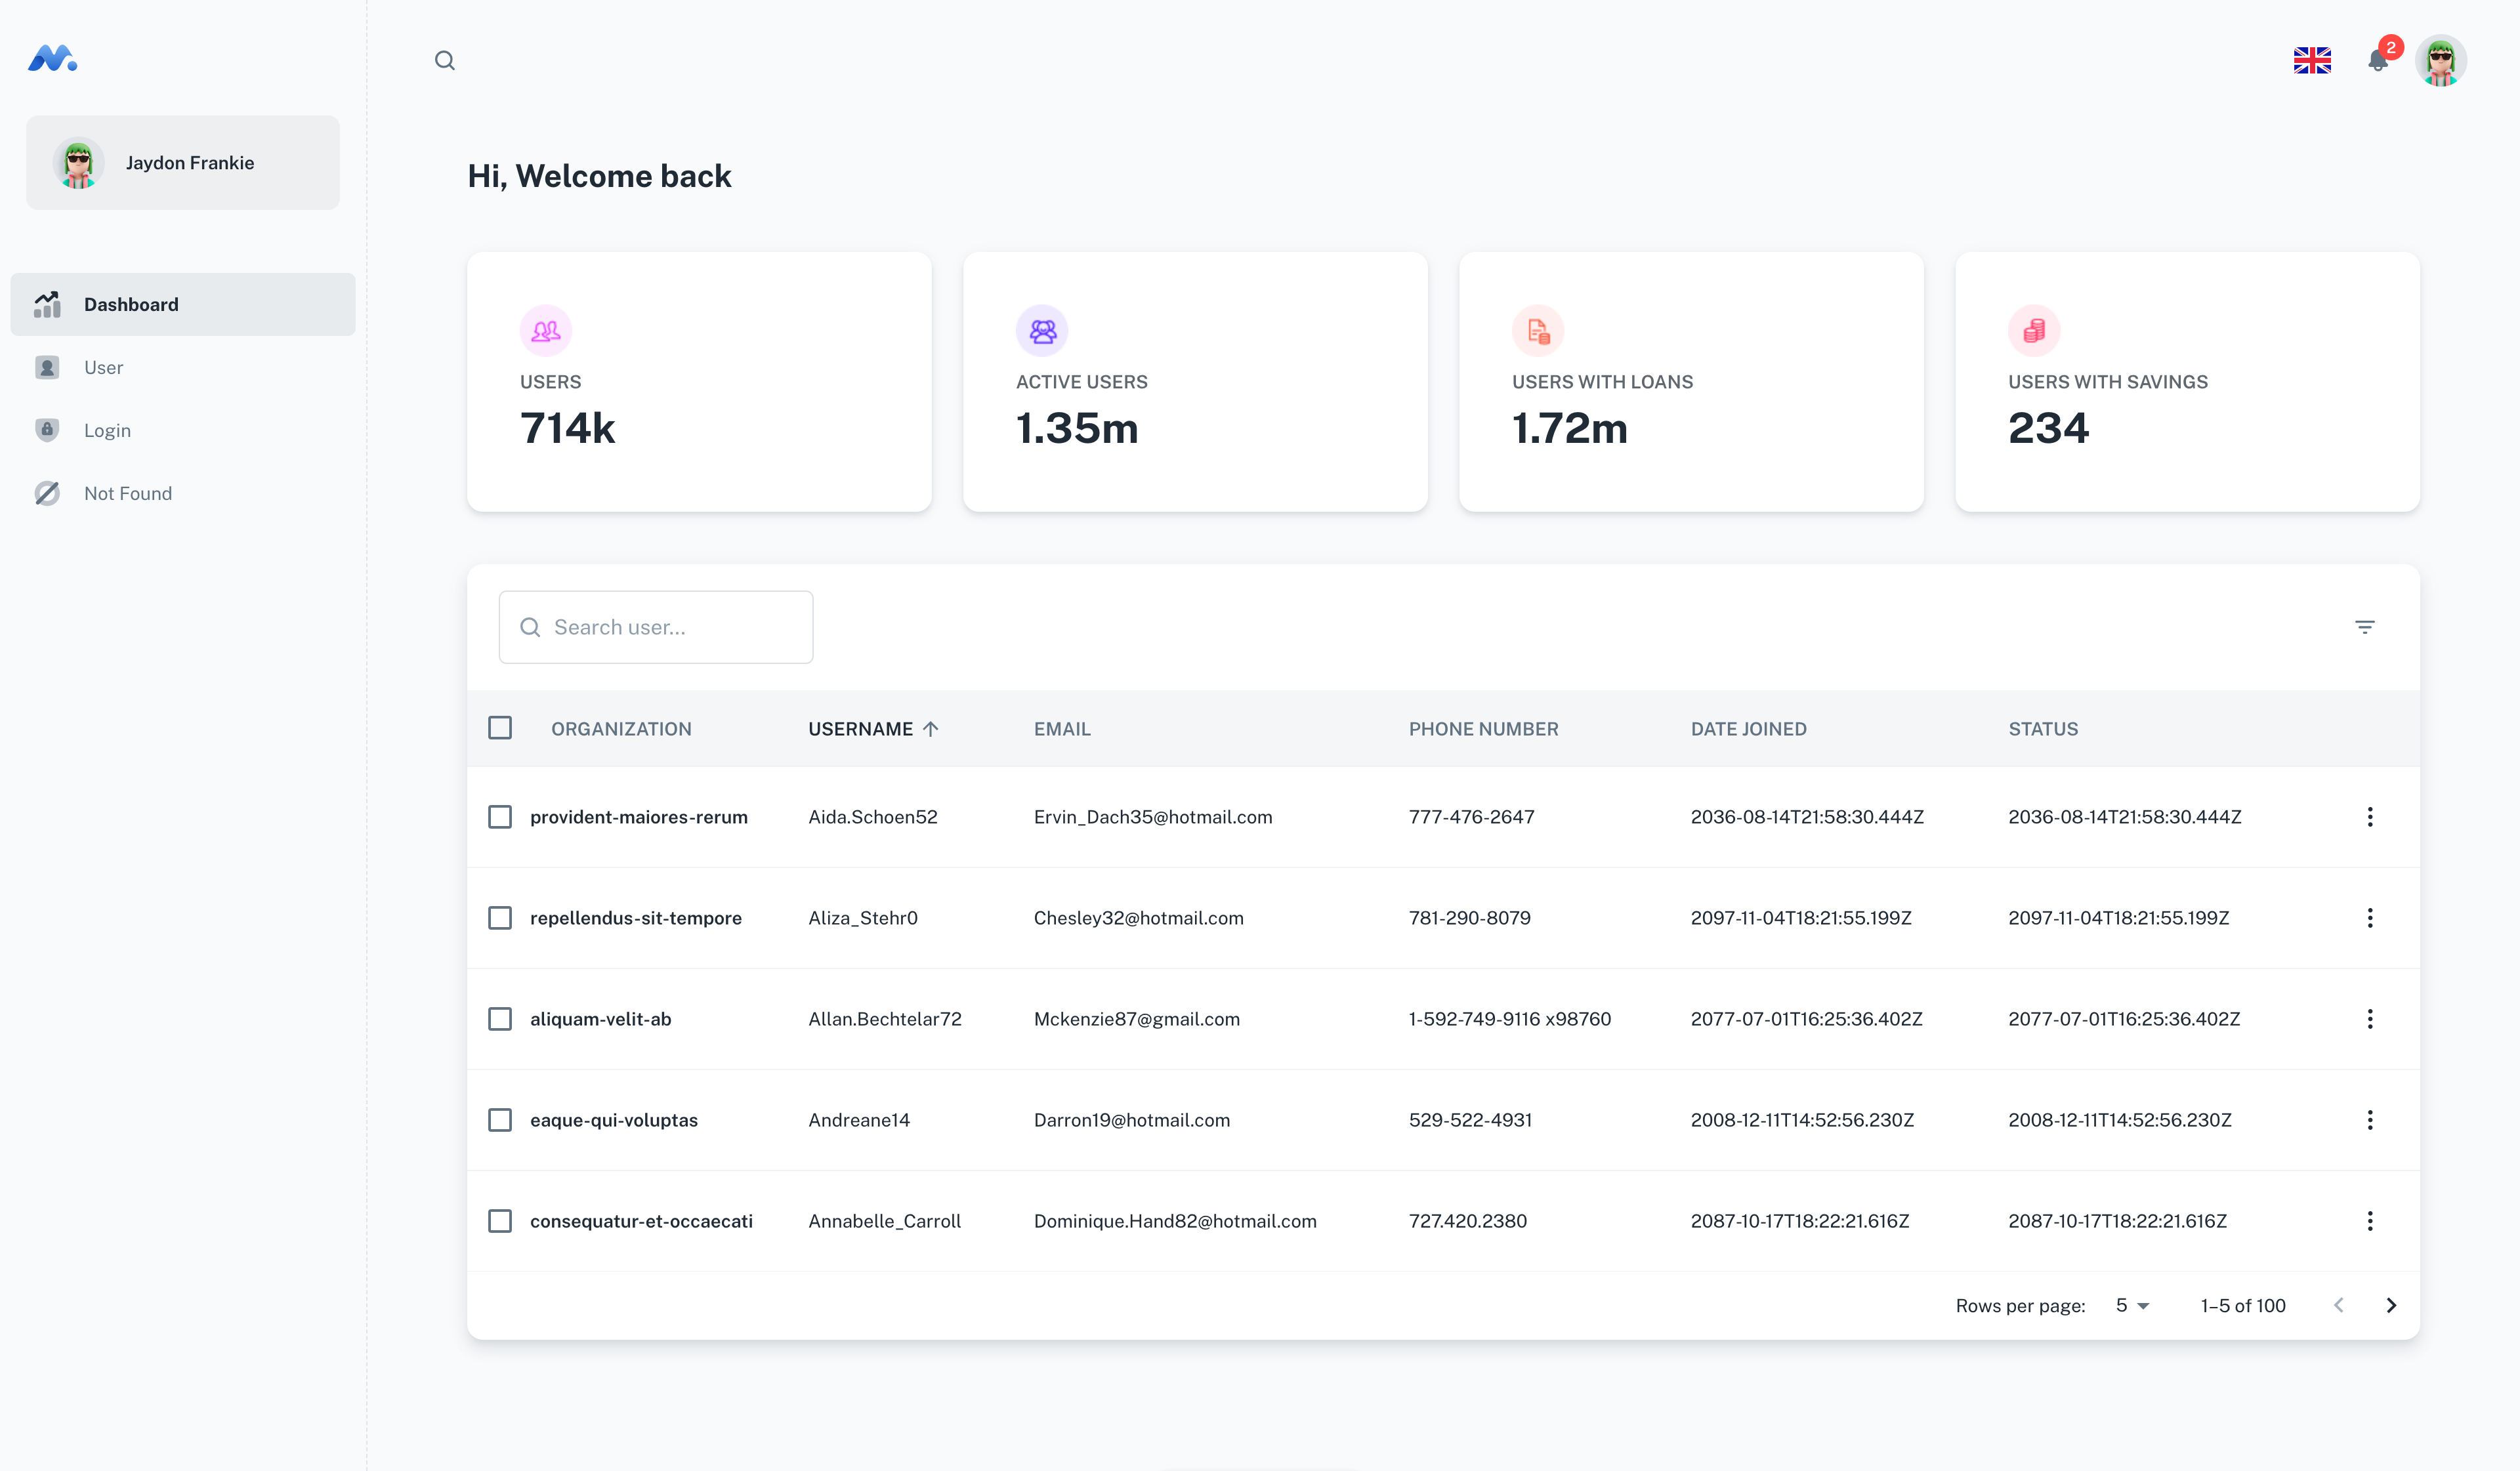 2
Jaydon Frankie
Hi, Welcome back
Dashboard
User
Login
Not Found
USERS
714k
ACTIVE USERS
1.35m
USERS WITH LOANS
1.72m
USERS WITH SAVINGS
234
Search user...
ORGANIZATION USERNAME EMAIL PHONE NUMBER DATE JOINED STATUS
provident-maiores-rerum Aida.Schoen52 Ervin_Dach35@hotmail.com 777-476-2647 2036-08-14T21:58:30.444Z 2036-08-14T21:58:30.444Z
repellendus-sit-tempore Aliza_Stehr0 Chesley32@hotmail.com 781-290-8079 2097-11-04T18:21:55.199Z 2097-11-04T18:21:55.199Z
aliquam-velit-ab Allan.Bechtelar72 Mckenzie87@gmail.com 1-592-749-9116 x98760 2077-07-01T16:25:36.402Z 2077-07-01T16:25:36.402Z
eaque-qui-voluptas Andreane14 Darron19@hotmail.com 529-522-4931 2008-12-11T14:52:56.230Z 2008-12-11T14:52:56.230Z
consequatur-et-occaecati Annabelle_Carroll Dominique.Hand82@hotmail.com 727.420.2380 2087-10-17T18:22:21.616Z 2087-10-17T18:22:21.616Z
Rows per page: 5 1–5 of 100